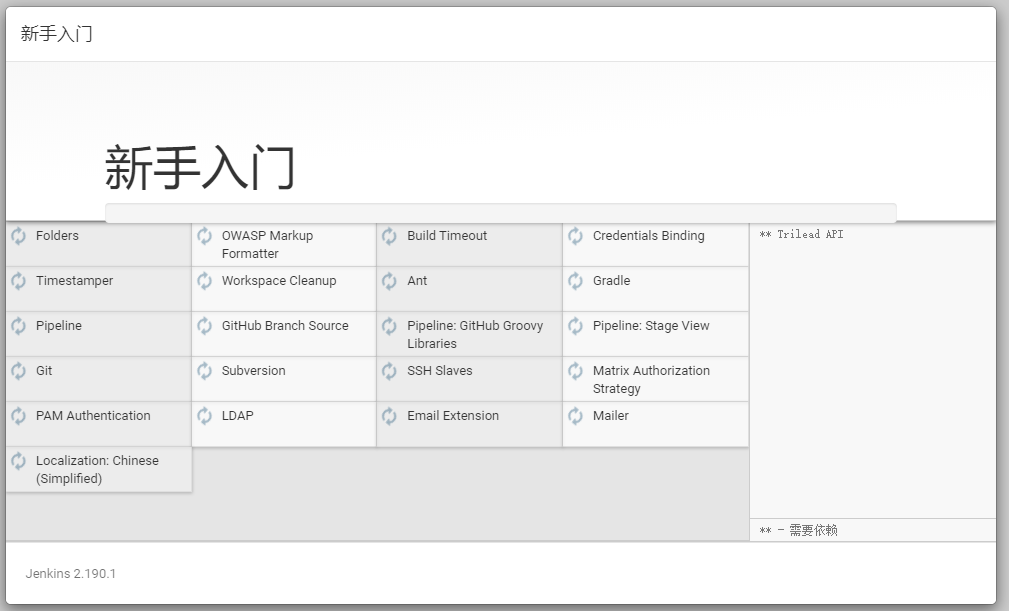 新手入门
新手入门
Folders
OWASP Markup
Formatter
Build Timeout
Credentials Binding
** Trilead API
Timestamper
Workspace Cleanup
Ant
Gradle
Pipeline
GitHub Branch Source
Pipeline: GitHub Groovy
Libraries
Pipeline: Stage View
Git
Subversion
SSH Slaves
Matrix Authorization
Strategy
PAM Authentication
LDAP
Email Extension
Mailer
Localization: Chinese
(Simplified)
** - 需要依赖
Jenkins 2.190.1